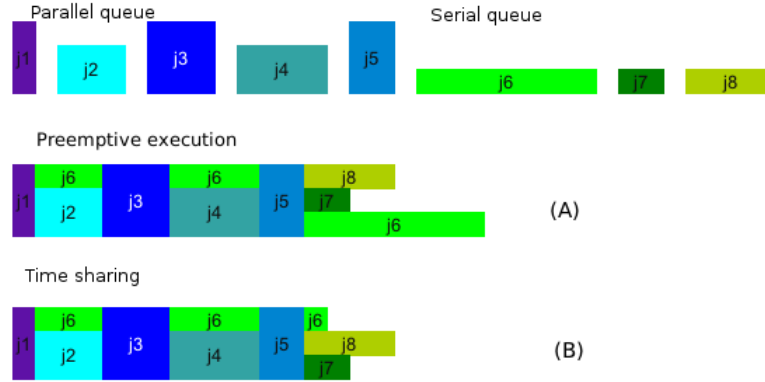 Parallel queue
Serial queue
j1
j2
j3
j4
j5
j6
j7
j8
Preemptive execution
j6
j6
j8
j1
j2
j3
j4
j5
j7
j6
(A)
Time sharing
j6
j6
j6
j1
j2
j3
j4
j5
j8
j7
(B)